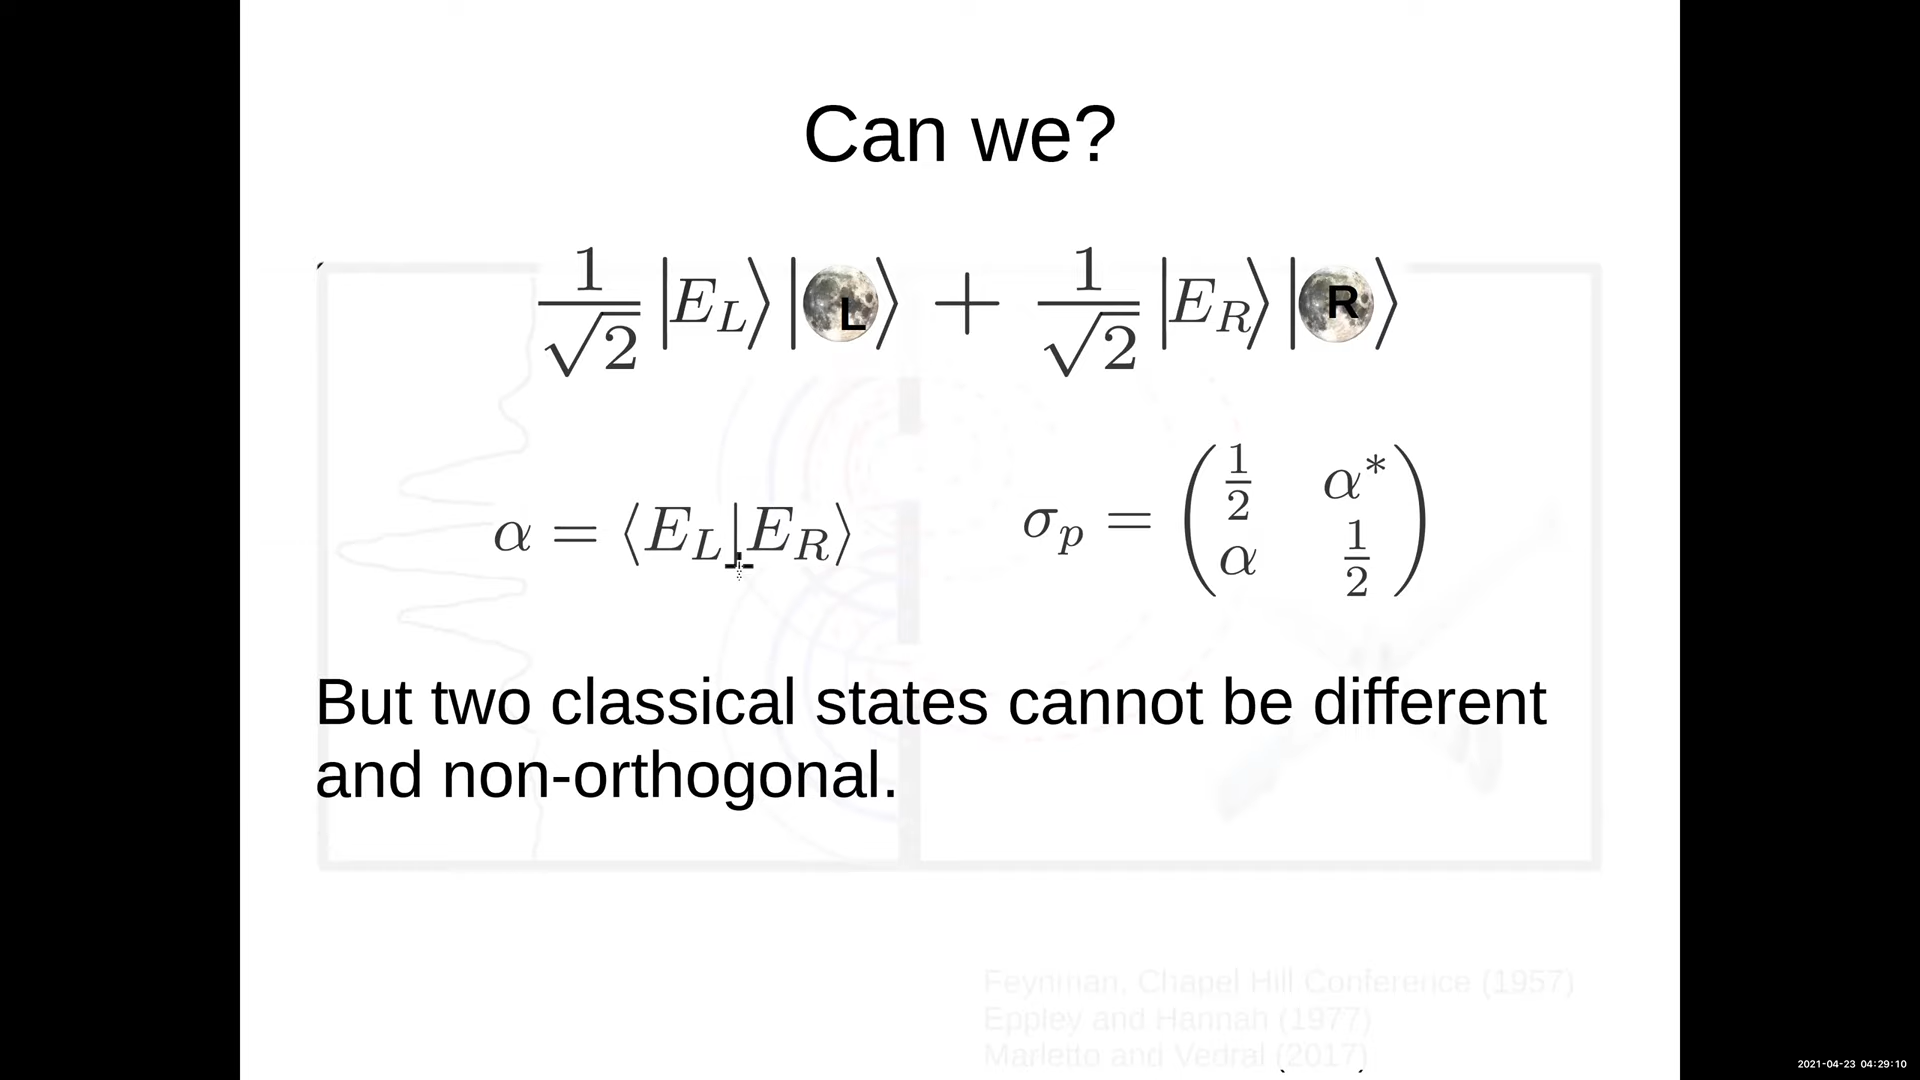 Can we?
1/√2 |E_L⟩ | L ⟩ + 1/√2 |E_R⟩ | R ⟩
α = ⟨E_L|E_R⟩
σ_p = ( 1/2 α* ; α 1/2 )
But two classical states cannot be different
and non-orthogonal.
Feynman, Chapel Hill Conference (1957)
Eppley and Hannah (1977)
Marletto and Vedral (2017)
2021-04-23 04:29:10